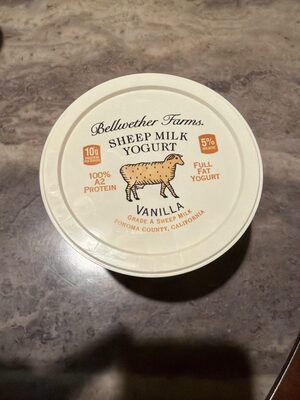 Bellwether Farms.
SHEEP MILK
YOGURT
10g
5%
100%
A2
PROTEIN
FULL
FAT
YOGURT
VANILLA
GRADE A SHEEP MILK
SONOMA COUNTY, CALIFORNIA